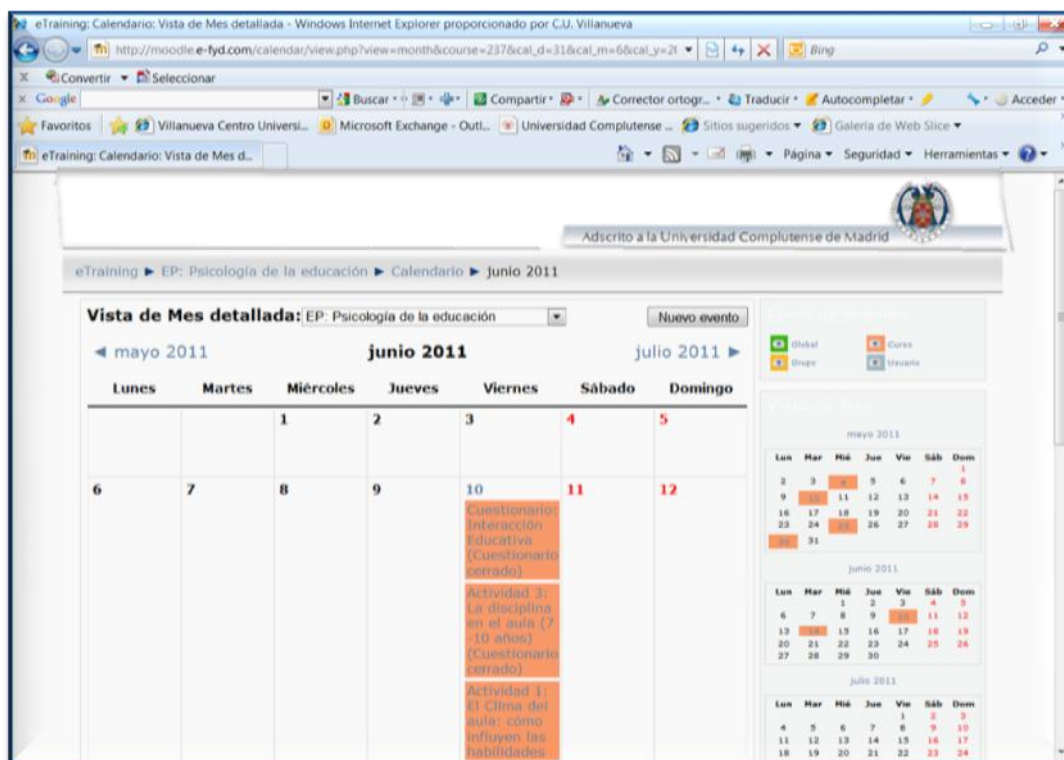 eTraining: Calendario: Vista de Mes detallada - Windows Internet Explorer proporcionado por C.U. Villanueva
http://moodle.e-fyd.com/calendar/view.php?view=month&course=237&cal_d=31&cal_m=6&cal_y=2
Bing
X Convertir Seleccionar
x Google Buscar Compartir Corrector ortogr... Traducir Autocompletar Acceder
Favoritos Villanueva Centro Universi... Microsoft Exchange - Outl... Universidad Complutense ... Sitios sugeridos Galería de Web Slice
eTraining: Calendario: Vista de Mes d... Página Seguridad Herramientas
Adscrito a la Universidad Complutense de Madrid
eTraining ► EP: Psicología de la educación ► Calendario ► junio 2011
Vista de Mes detallada: EP: Psicología de la educación Nuevo evento
◄ mayo 2011 junio 2011 julio 2011 ►
Lunes Martes Miércoles Jueves Viernes Sábado Domingo
1 2 3 4 5
6 7 8 9 10 11 12
Cuestionario:
Interacción
Educativa
(Cuestionario
cerrado)
Actividad 3:
La disciplina
en el aula (7
-10 años)
(Cuestionario
cerrado)
Actividad 1:
El Clima del
aula: cómo
influyen las
habilidades
Global Curso
Grupo Usuario
mayo 2011
Lun Mar Mié Jue Vie Sáb Dom
1
2 3 4 5 6 7 8
9 10 11 12 13 14 15
16 17 18 19 20 21 22
23 24 25 26 27 28 29
30 31
junio 2011
Lun Mar Mié Jue Vie Sáb Dom
1 2 3 4 5
6 7 8 9 10 11 12
13 14 15 16 17 18 19
20 21 22 23 24 25 26
27 28 29 30
julio 2011
Lun Mar Mié Jue Vie Sáb Dom
1 2 3
4 5 6 7 8 9 10
11 12 13 14 15 16 17
18 19 20 21 22 23 24